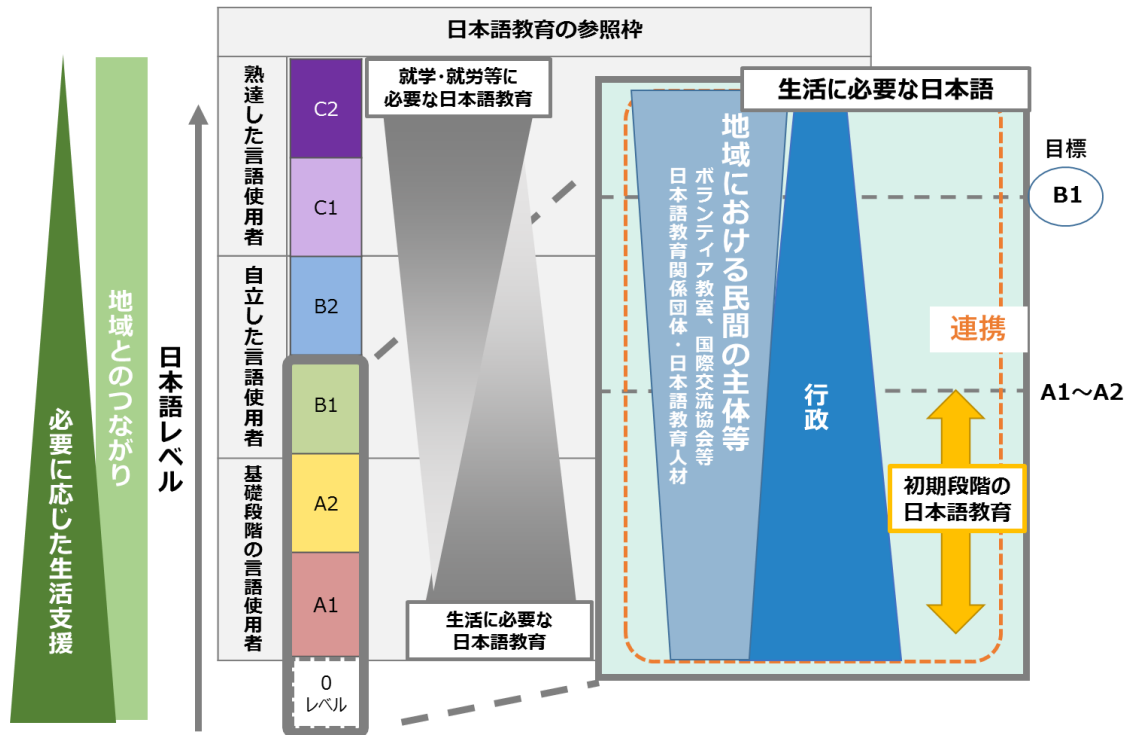 日本語教育の参照枠
必要に応じた生活支援
地域とのつながり
日本語レベル
熟達した言語使用者
自立した言語使用者
基礎段階の言語使用者
C2
C1
B2
B1
A2
A1
0
レベル
就学・就労等に
必要な日本語教育
生活に必要な
日本語教育
生活に必要な日本語
地域における民間の主体等
ボランティア教室、国際交流協会等
日本語教育関係団体・日本語教育人材
行政
連携
初期段階の
日本語教育
目標
B1
A1～A2